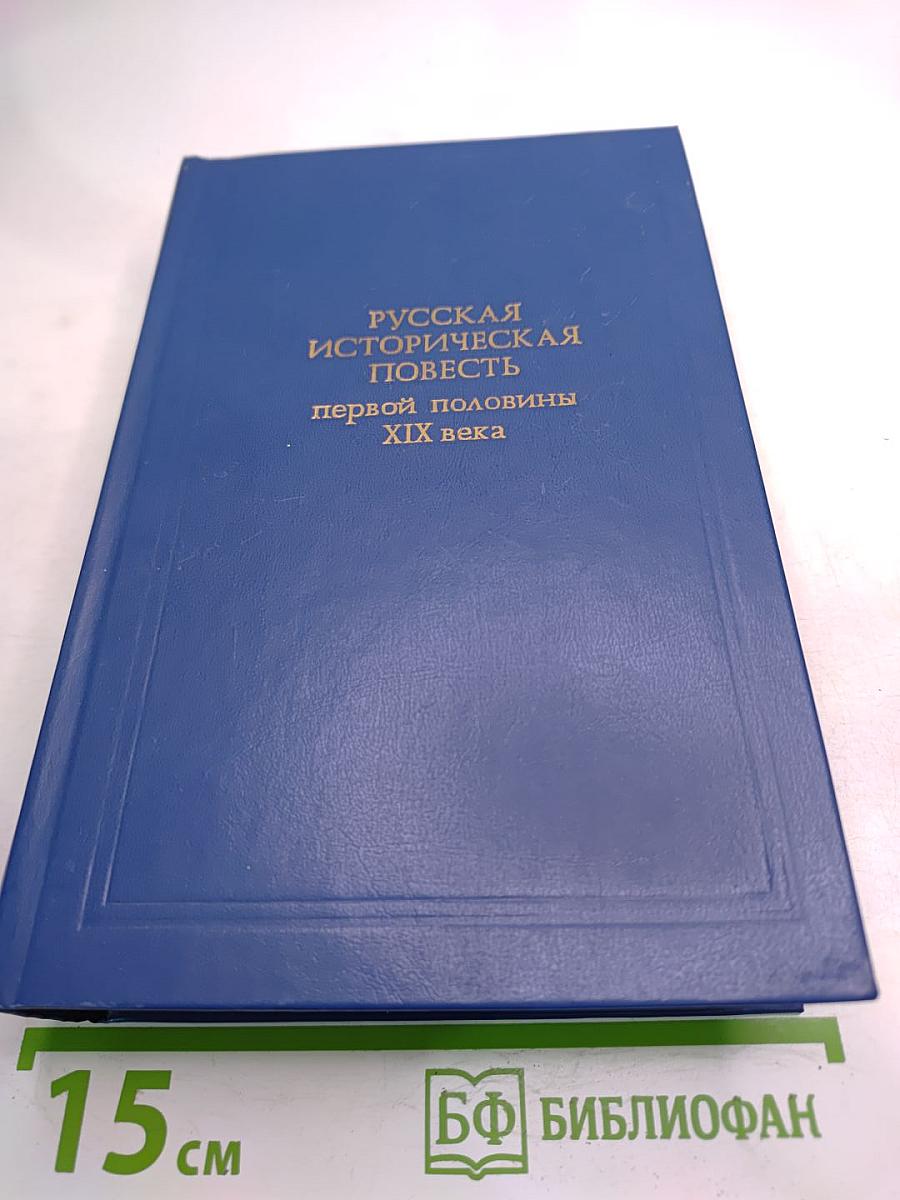 РУССКАЯ
ИСТОРИЧЕСКАЯ
ПОВЕСТЬ
первой половины
XIX века
15 см
БФ БИБЛИОФАН